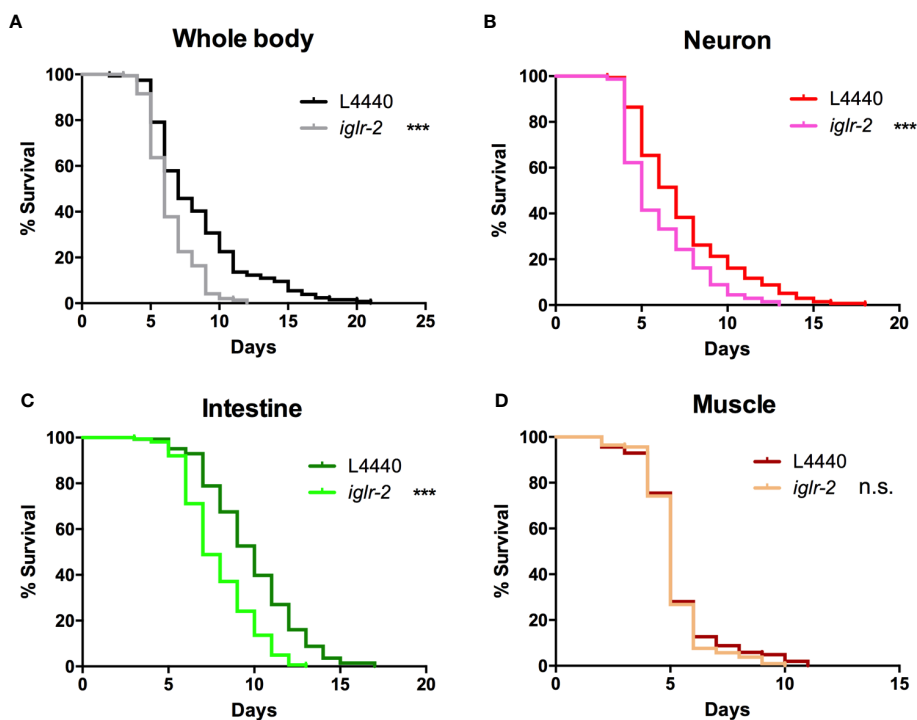 A
Whole body
% Survival
100
80
60
40
20
0
L4440
iglr-2 ***
0 5 10 15 20 25
Days
B
Neuron
% Survival
100
80
60
40
20
0
L4440
iglr-2 ***
0 5 10 15 20
Days
C
Intestine
% Survival
100
80
60
40
20
0
L4440
iglr-2 ***
0 5 10 15 20
Days
D
Muscle
% Survival
100
80
60
40
20
0
L4440
iglr-2 n.s.
0 5 10 15
Days